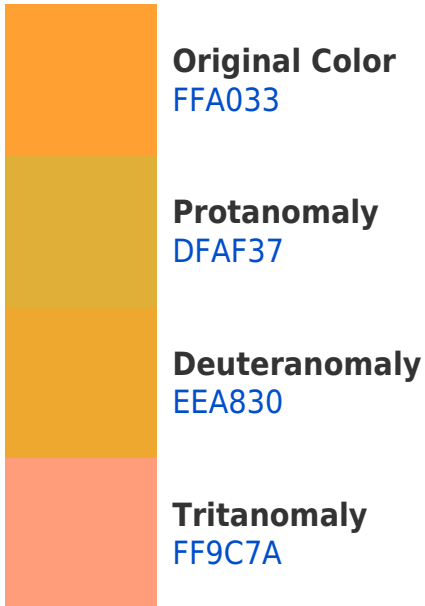 Original Color
FFA033
Protanomaly
DFAF37
Deuteranomaly
EEA830
Tritanomaly
FF9C7A